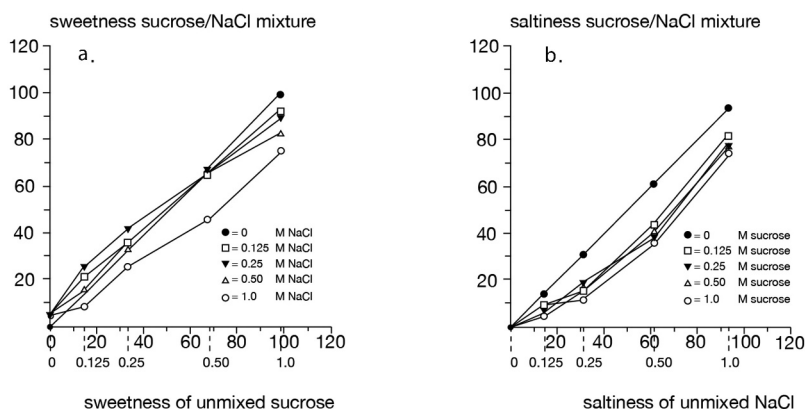 sweetness sucrose/NaCl mixture
a.
120
100
80
60
40
20
● = 0 M NaCl
□ = 0.125 M NaCl
▼ = 0.25 M NaCl
△ = 0.50 M NaCl
○ = 1.0 M NaCl
20 40 60 80 100 120
0 0.125 0.25 0.50 1.0
sweetness of unmixed sucrose
saltiness sucrose/NaCl mixture
b.
120
100
80
60
40
20
● = 0 M sucrose
□ = 0.125 M sucrose
▼ = 0.25 M sucrose
△ = 0.50 M sucrose
○ = 1.0 M sucrose
20 40 60 80 100 120
0 0.125 0.25 0.50 1.0
saltiness of unmixed NaCl